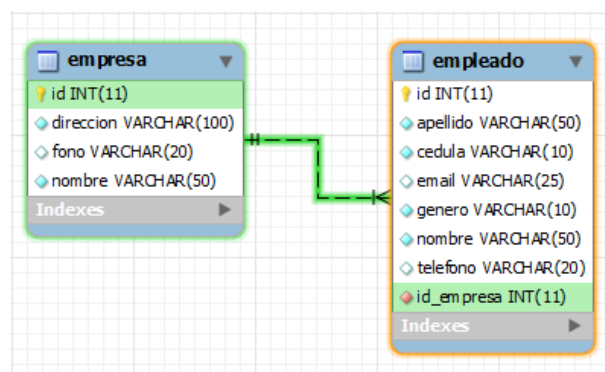 empresa
id INT(11)
direccion VARCHAR(100)
fono VARCHAR(20)
nombre VARCHAR(50)
Indexes
empleado
id INT(11)
apellido VARCHAR(50)
cedula VARCHAR(10)
email VARCHAR(25)
genero VARCHAR(10)
nombre VARCHAR(50)
telefono VARCHAR(20)
id_empresa INT(11)
Indexes